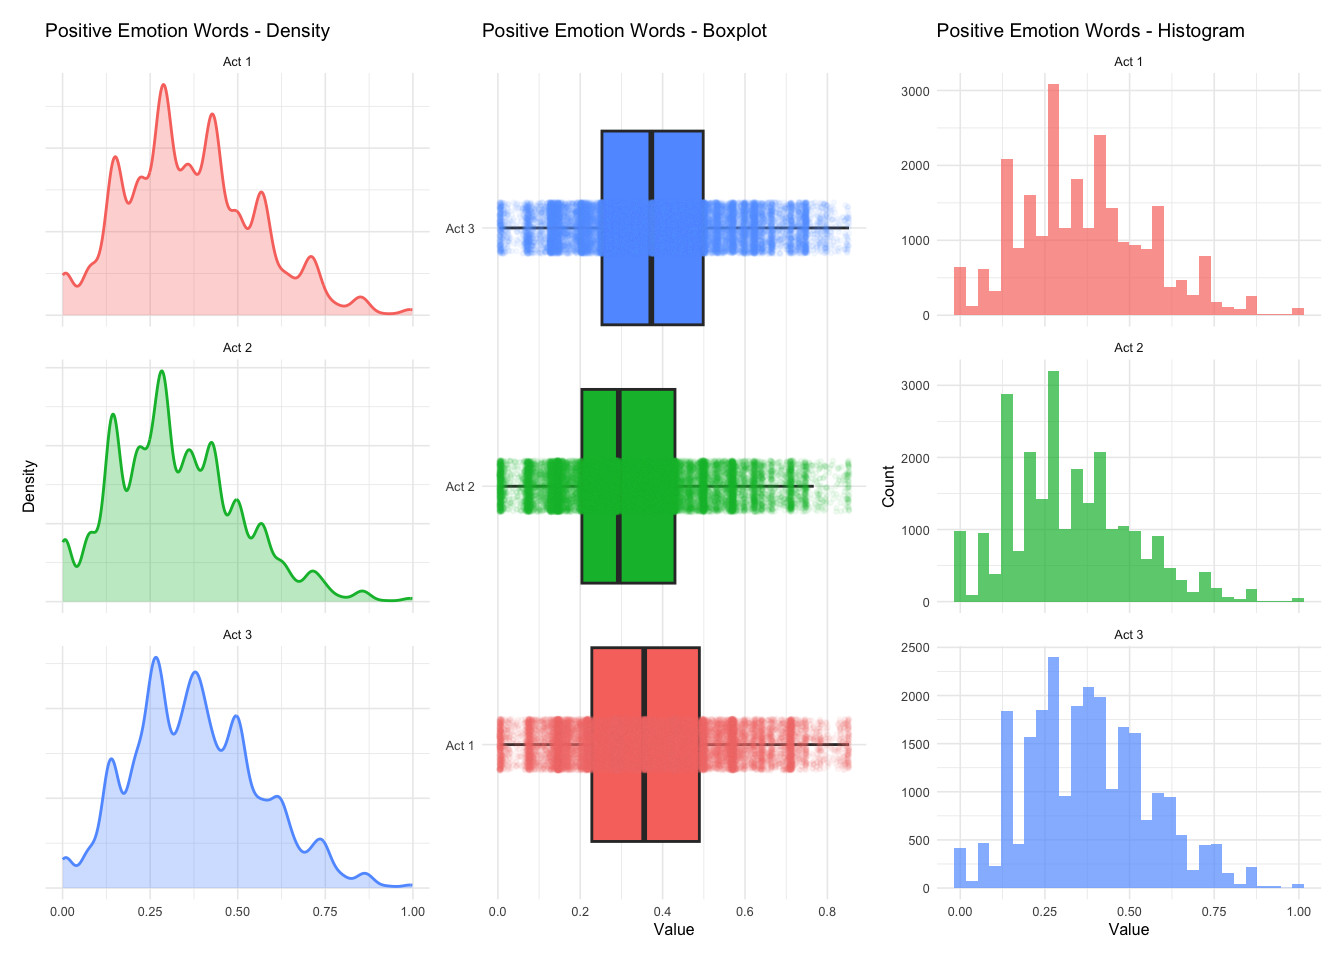 Positive Emotion Words - Density
Act 1
Act 2
Act 3
Density
0.00 0.25 0.50 0.75 1.00
Positive Emotion Words - Boxplot
Act 3
Act 2
Act 1
0.0 0.2 0.4 0.6 0.8
Value
Positive Emotion Words - Histogram
Act 1
3000
2000
1000
0
Act 2
3000
2000
1000
0
Act 3
2500
2000
1500
1000
500
0
Count
0.00 0.25 0.50 0.75 1.00
Value